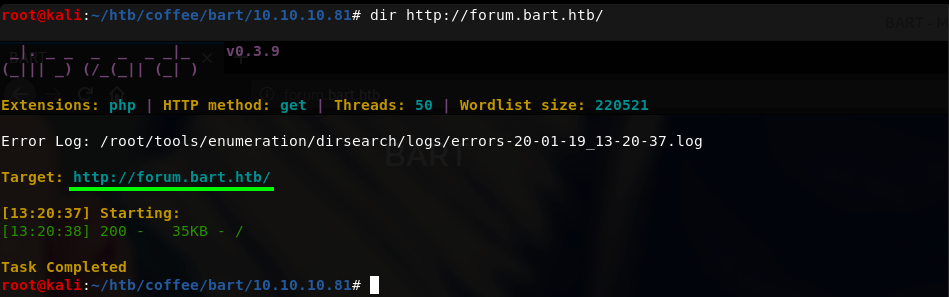 root@kali:~/htb/coffee/bart/10.10.10.81# dir http://forum.bart.htb/
 _|. _ _  _  _  _ _|_    v0.3.9
(_||| _) (/_(_|| (_| )
Extensions: php | HTTP method: get | Threads: 50 | Wordlist size: 220521
Error Log: /root/tools/enumeration/dirsearch/logs/errors-20-01-19_13-20-37.log
BART
Target: http://forum.bart.htb/
[13:20:37] Starting:
[13:20:38] 200 -   35KB - /
Task Completed
root@kali:~/htb/coffee/bart/10.10.10.81#